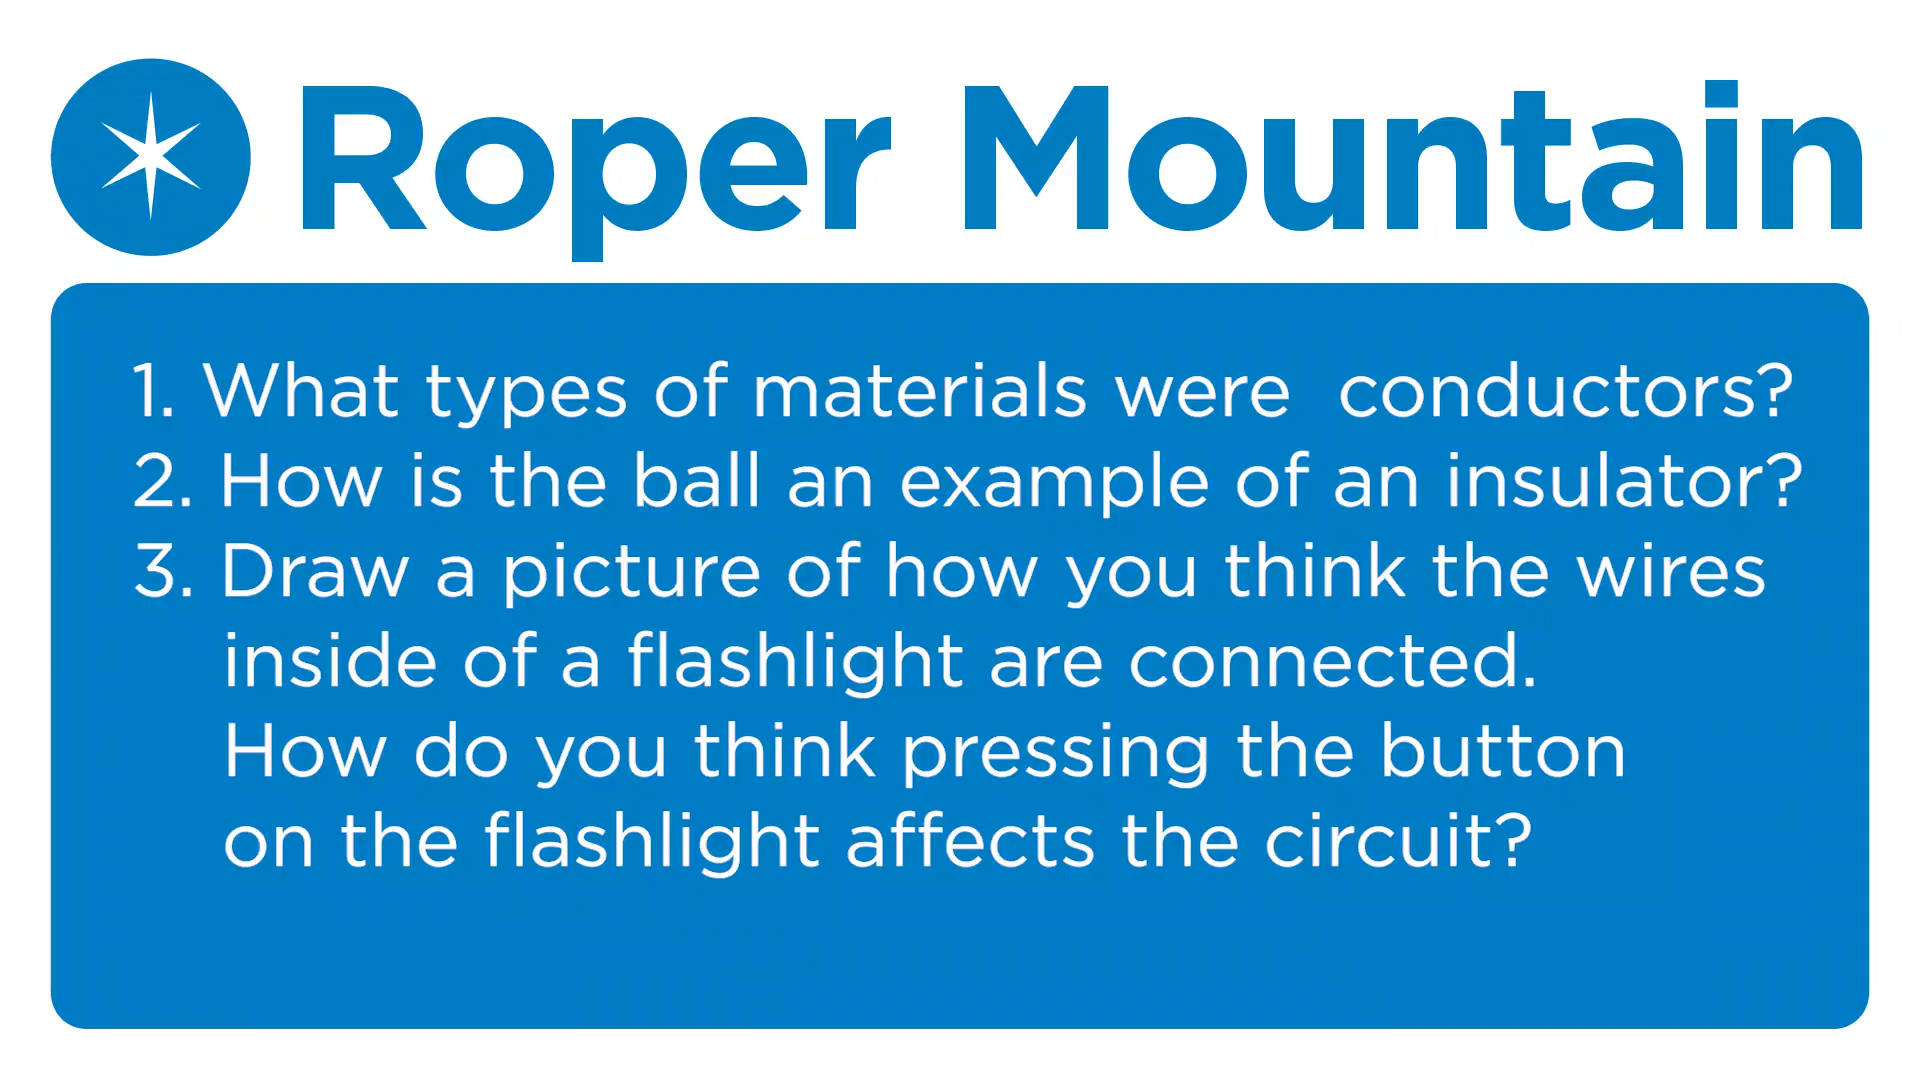 Roper Mountain
1. What types of materials were  conductors?
2. How is the ball an example of an insulator?
3. Draw a picture of how you think the wires
inside of a flashlight are connected.
How do you think pressing the button
on the flashlight affects the circuit?